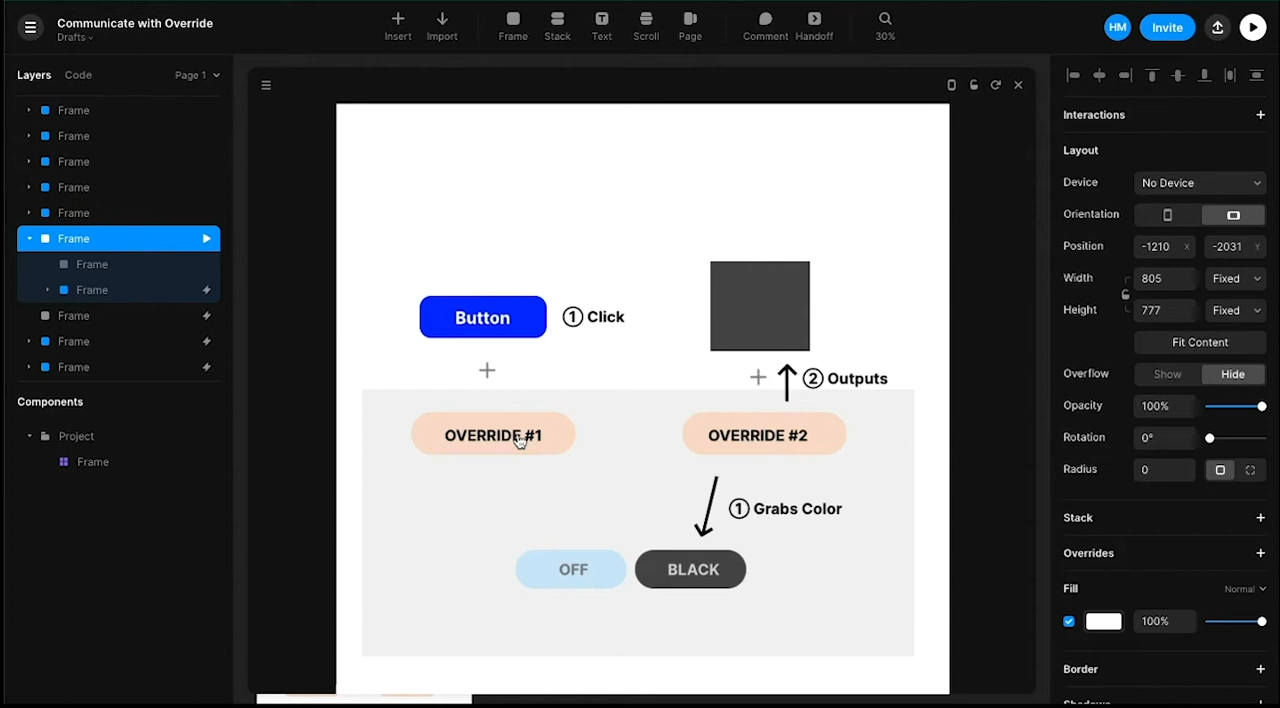 Communicate with Override
Drafts
Insert
Import
Frame
Stack
Text
Scroll
Page
Comment
Handoff
30%
HM
Invite
Layers
Code
Page 1
Frame
Frame
Frame
Frame
Frame
Frame
Frame
Frame
Frame
Frame
Frame
Components
Project
Frame
Button
1 Click
2 Outputs
OVERRIDE #1
OVERRIDE #2
1 Grabs Color
OFF
BLACK
Interactions
Layout
Device
No Device
Orientation
Position
-1210 X
-2031 Y
Width
805
Fixed
Height
777
Fixed
Fit Content
Overflow
Show
Hide
Opacity
100%
Rotation
0°
Radius
0
Stack
Overrides
Fill
Normal
100%
Border
Shadows